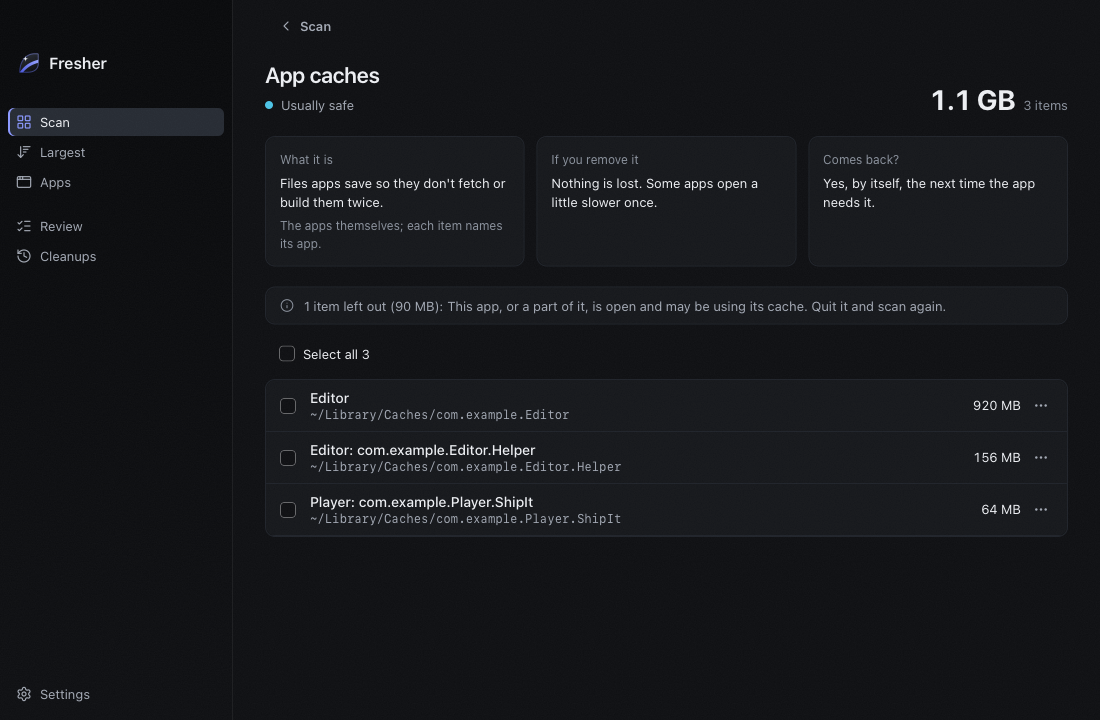 Fresher
Scan
Largest
Apps
Review
Cleanups
Settings
Scan
App caches
Usually safe
1.1 GB 3 items
What it is
Files apps save so they don't fetch or
build them twice.
The apps themselves; each item names
its app.
If you remove it
Nothing is lost. Some apps open a
little slower once.
Comes back?
Yes, by itself, the next time the app
needs it.
1 item left out (90 MB): This app, or a part of it, is open and may be using its cache. Quit it and scan again.
Select all 3
Editor
~/Library/Caches/com.example.Editor
920 MB
Editor: com.example.Editor.Helper
~/Library/Caches/com.example.Editor.Helper
156 MB
Player: com.example.Player.ShipIt
~/Library/Caches/com.example.Player.ShipIt
64 MB